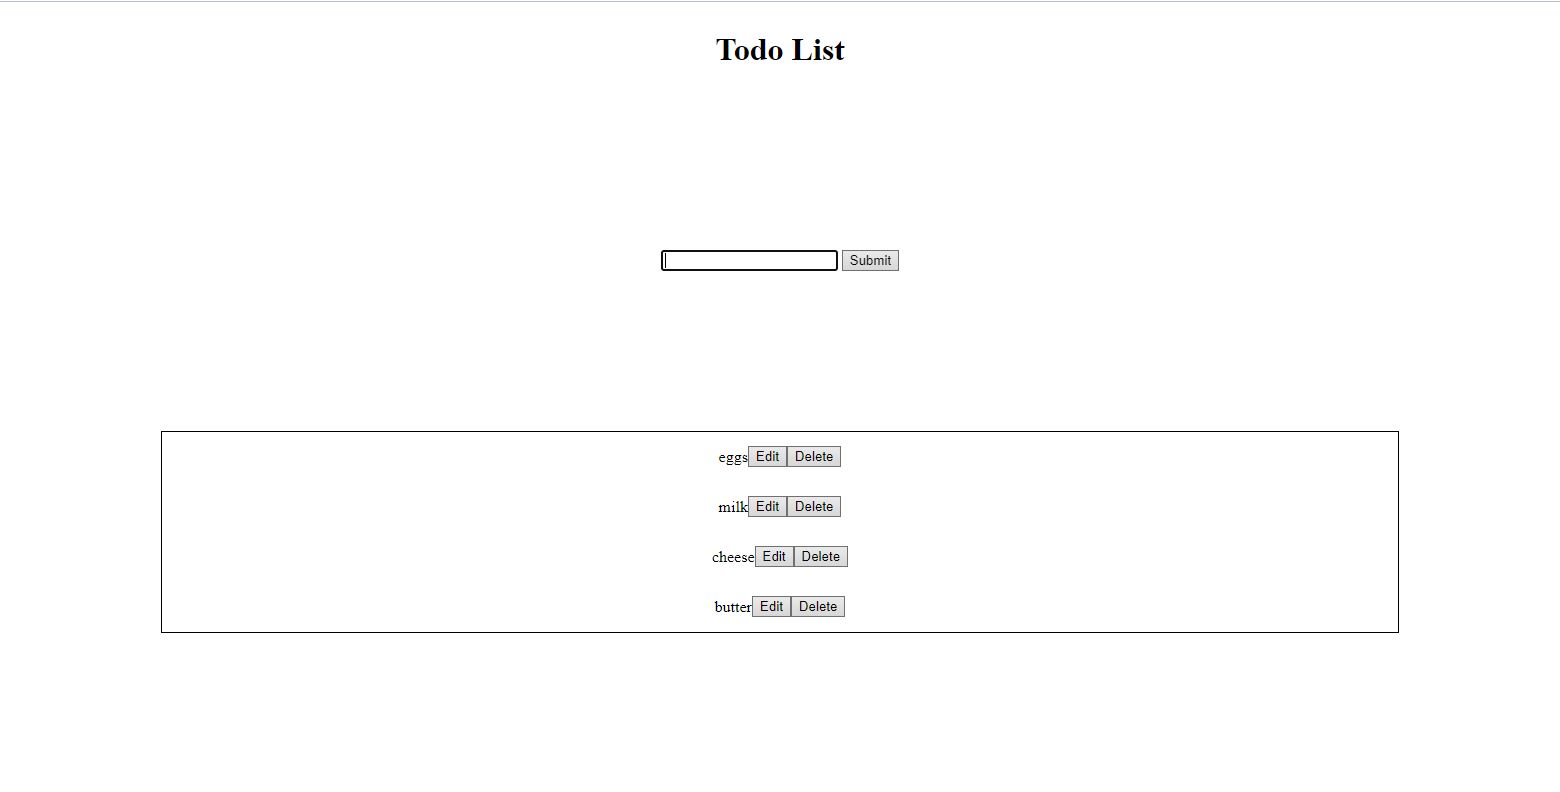 Todo List
Submit
eggs Edit Delete
milk Edit Delete
cheese Edit Delete
butter Edit Delete